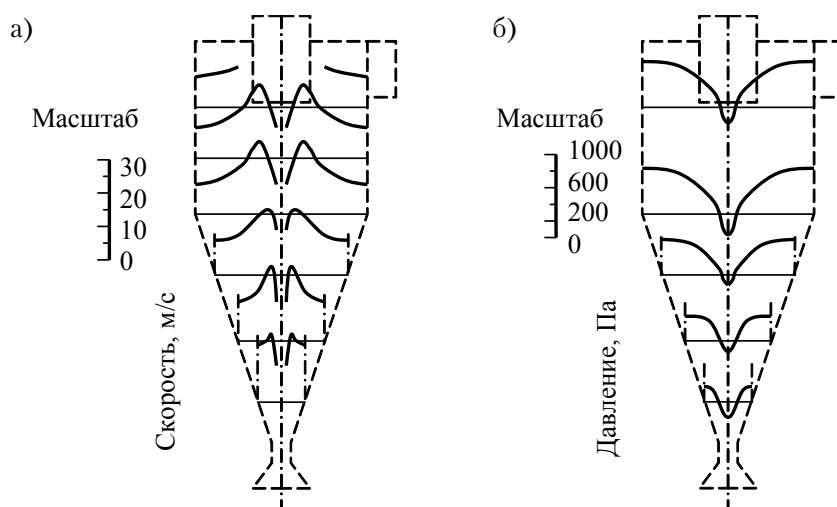 а)
Масштаб
30
20
10
0
Скорость, м/с
б)
Масштаб
1000
600
200
0
Давление, Па